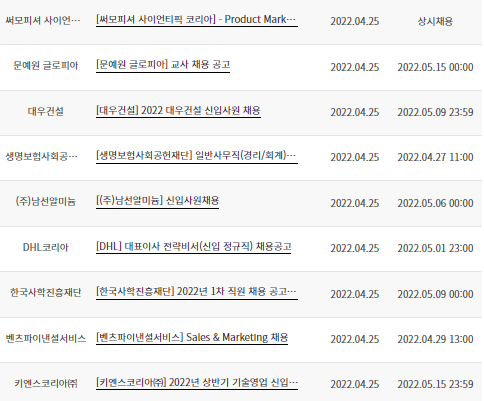 써모피셔 사이언⋯ [써모피셔 사이언티픽 코리아] - Product Mark⋯ 2022.04.25 상시채용
문예원 글로피아 [문예원 글로피아] 교사 채용 공고 2022.04.25 2022.05.15 00:00
대우건설 [대우건설] 2022 대우건설 신입사원 채용 2022.04.25 2022.05.09 23:59
생명보험사회공⋯ [생명보험사회공헌재단] 일반사무직(경리/회계)⋯ 2022.04.25 2022.04.27 11:00
(주)남선알미늄 [(주)남선알미늄] 신입사원채용 2022.04.25 2022.05.06 00:00
DHL코리아 [DHL] 대표이사 전략비서(신입 정규직) 채용공고 2022.04.25 2022.05.01 23:00
한국사학진흥재단 [한국사학진흥재단] 2022년 1차 직원 채용 공고⋯ 2022.04.25 2022.05.09 00:00
벤츠파이낸셜서비스 [벤츠파이낸셜서비스] Sales & Marketing 채용 2022.04.25 2022.04.29 13:00
키엔스코리아㈜ [키엔스코리아㈜] 2022년 상반기 기술영업 신입⋯ 2022.04.25 2022.05.15 23:59